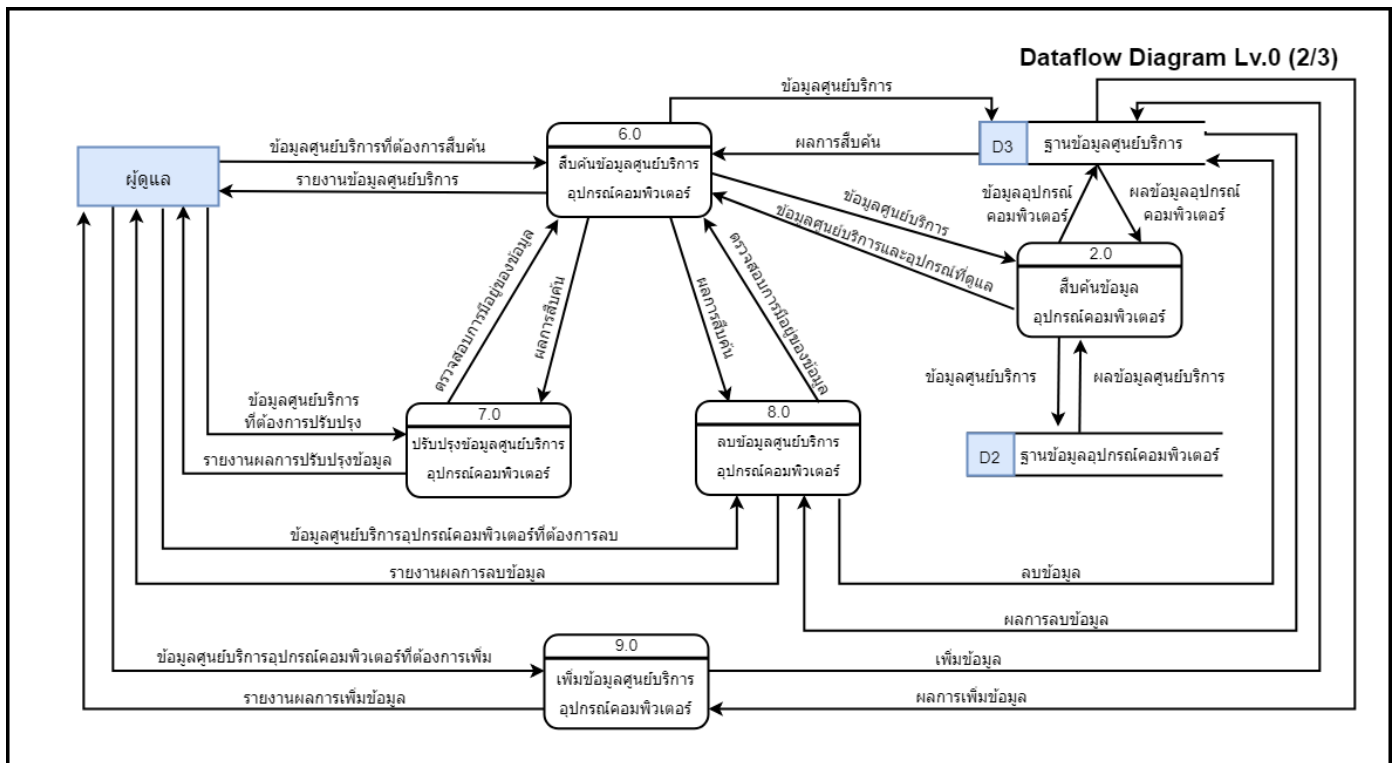 Dataflow Diagram Lv.0 (2/3)
ข้อมูลศูนย์บริการ
6.0
สืบค้นข้อมูลศูนย์บริการ
อุปกรณ์คอมพิวเตอร์
ผลการสืบค้น
D3
ฐานข้อมูลศูนย์บริการ
ข้อมูลศูนย์บริการที่ต้องการสืบค้น
ผู้ดูแล
รายงานข้อมูลศูนย์บริการ
ข้อมูลอุปกรณ์
คอมพิวเตอร์
ผลข้อมูลอุปกรณ์
คอมพิวเตอร์
ข้อมูลศูนย์บริการ
ข้อมูลศูนย์บริการและอุปกรณ์ที่ดูแล
2.0
สืบค้นข้อมูล
อุปกรณ์คอมพิวเตอร์
ตรวจสอบการมีอยู่ของข้อมูล
ผลการสืบค้น
ผลการสืบค้น
ตรวจสอบการมีอยู่ของข้อมูล
ข้อมูลศูนย์บริการ
ผลข้อมูลศูนย์บริการ
ข้อมูลศูนย์บริการ
ที่ต้องการปรับปรุง
7.0
ปรับปรุงข้อมูลศูนย์บริการ
อุปกรณ์คอมพิวเตอร์
8.0
ลบข้อมูลศูนย์บริการ
อุปกรณ์คอมพิวเตอร์
D2
ฐานข้อมูลอุปกรณ์คอมพิวเตอร์
รายงานผลการปรับปรุงข้อมูล
ข้อมูลศูนย์บริการอุปกรณ์คอมพิวเตอร์ที่ต้องการลบ
รายงานผลการลบข้อมูล
ลบข้อมูล
ผลการลบข้อมูล
9.0
เพิ่มข้อมูลศูนย์บริการ
อุปกรณ์คอมพิวเตอร์
ข้อมูลศูนย์บริการอุปกรณ์คอมพิวเตอร์ที่ต้องการเพิ่ม
เพิ่มข้อมูล
รายงานผลการเพิ่มข้อมูล
ผลการเพิ่มข้อมูล